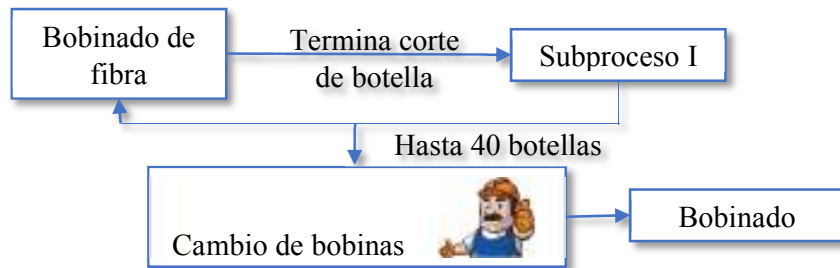 Bobinado de
fibra
Termina corte
de botella
Subproceso I
Hasta 40 botellas
Cambio de bobinas
Bobinado